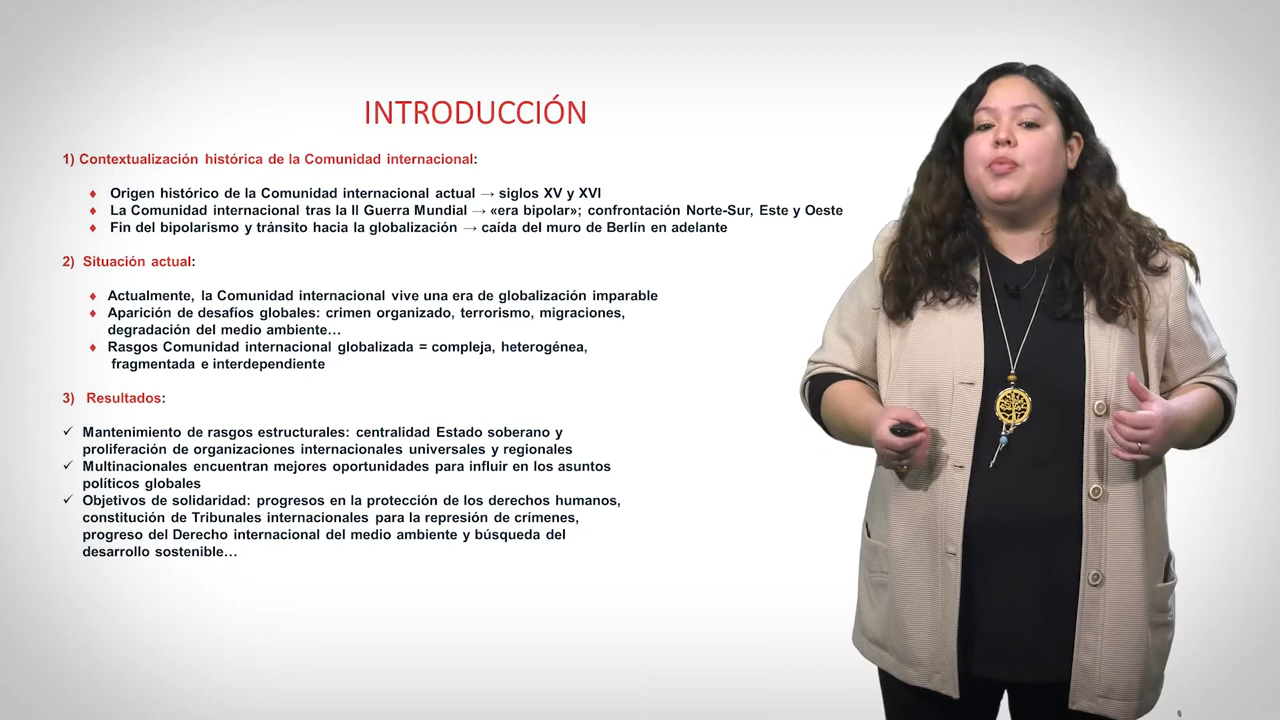 INTRODUCCIÓN
1) Contextualización histórica de la Comunidad internacional:
♦ Origen histórico de la Comunidad internacional actual → siglos XV y XVI
♦ La Comunidad internacional tras la II Guerra Mundial → «era bipolar»; confrontación Norte-Sur, Este y Oeste
♦ Fin del bipolarismo y tránsito hacia la globalización → caída del muro de Berlín en adelante
2) Situación actual:
♦ Actualmente, la Comunidad internacional vive una era de globalización imparable
♦ Aparición de desafíos globales: crimen organizado, terrorismo, migraciones,
degradación del medio ambiente…
♦ Rasgos Comunidad internacional globalizada = compleja, heterogénea,
fragmentada e interdependiente
3) Resultados:
✓ Mantenimiento de rasgos estructurales: centralidad Estado soberano y
proliferación de organizaciones internacionales universales y regionales
✓ Multinacionales encuentran mejores oportunidades para influir en los asuntos
políticos globales
✓ Objetivos de solidaridad: progresos en la protección de los derechos humanos,
constitución de Tribunales internacionales para la represión de crímenes,
progreso del Derecho internacional del medio ambiente y búsqueda del
desarrollo sostenible…